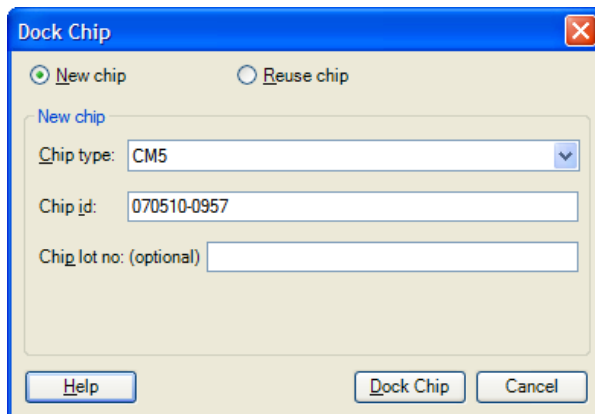 Dock Chip
New chip Reuse chip
New chip
Chip type: CM5
Chip id: 070510-0957
Chip lot no: (optional)
Help Dock Chip Cancel